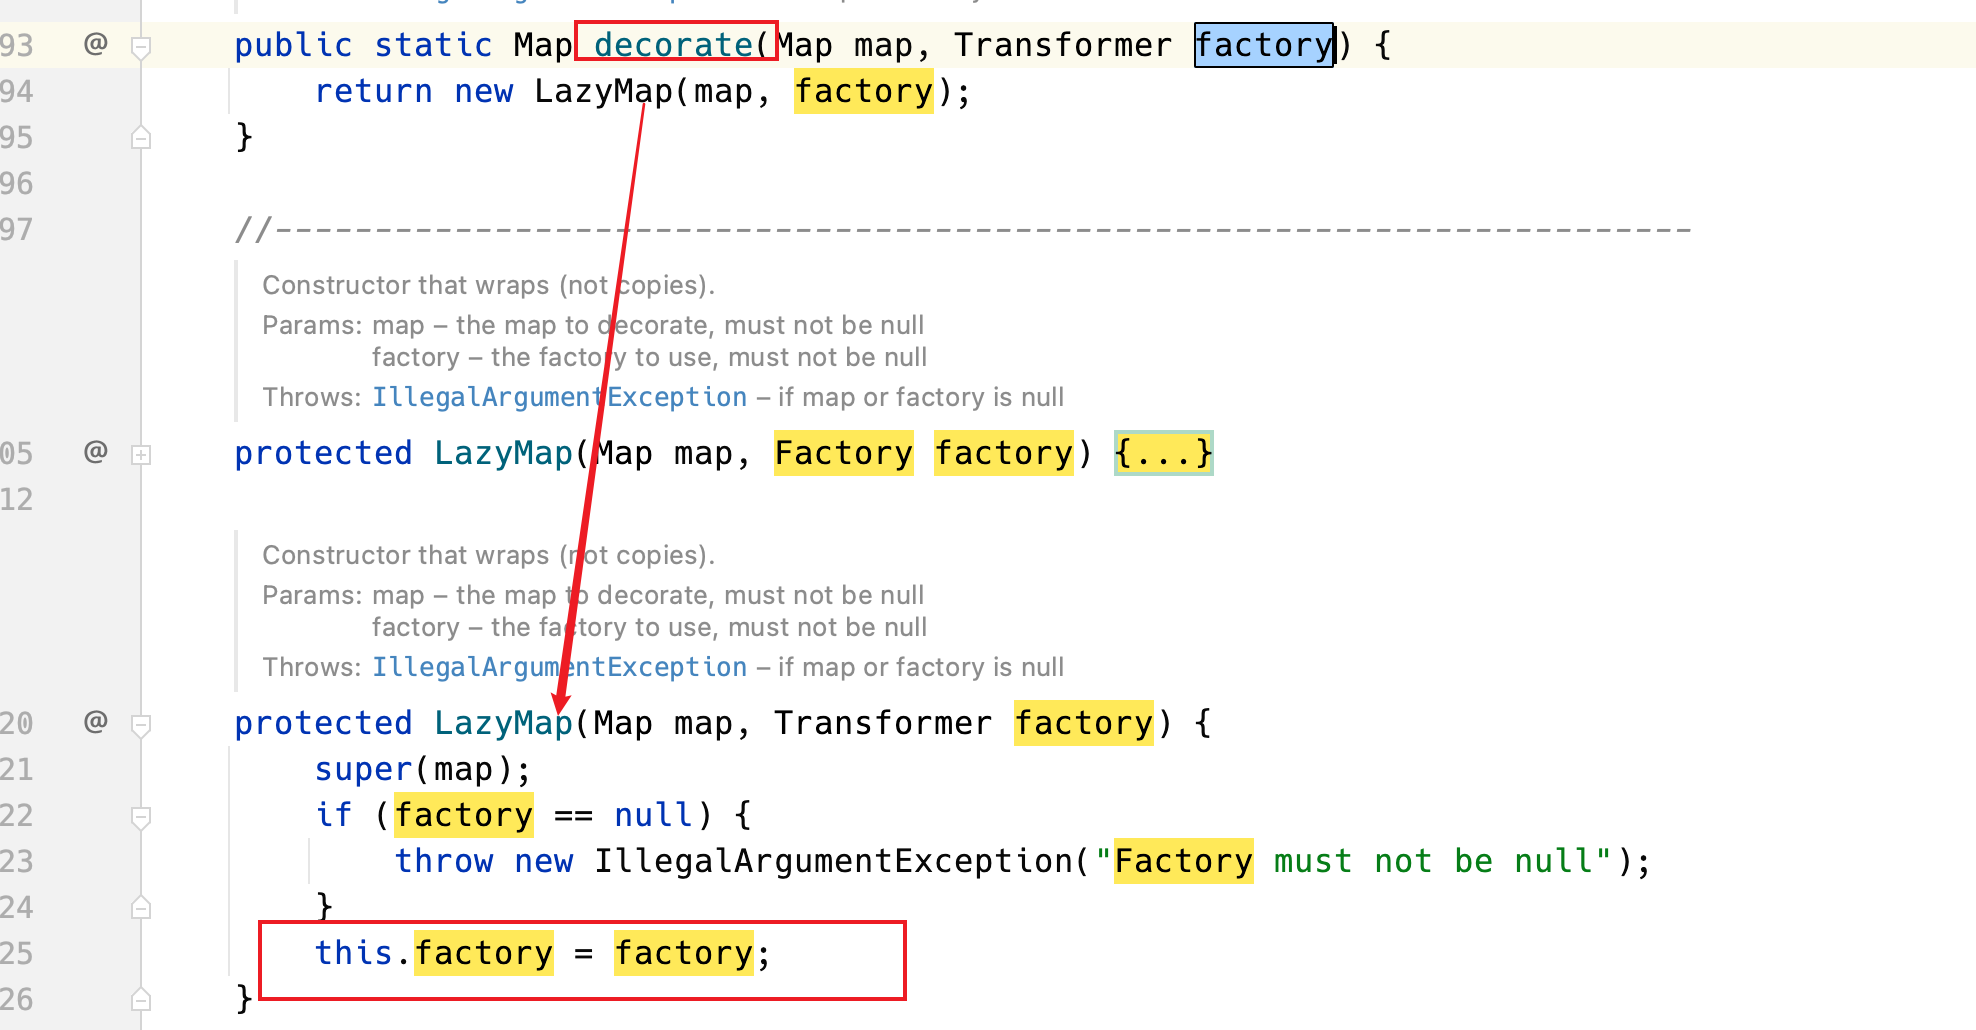 93 @ public static Map decorate(Map map, Transformer factory) {
94 return new LazyMap(map, factory);
95 }
96
97 //-----------------------------------------------------------------------
Constructor that wraps (not copies).
Params: map – the map to decorate, must not be null
factory – the factory to use, must not be null
Throws: IllegalArgumentException – if map or factory is null
05 @ protected LazyMap(Map map, Factory factory) {...}
12
Constructor that wraps (not copies).
Params: map – the map to decorate, must not be null
factory – the factory to use, must not be null
Throws: IllegalArgumentException – if map or factory is null
20 @ protected LazyMap(Map map, Transformer factory) {
21 super(map);
22 if (factory == null) {
23 throw new IllegalArgumentException("Factory must not be null");
24 }
25 this.factory = factory;
26 }